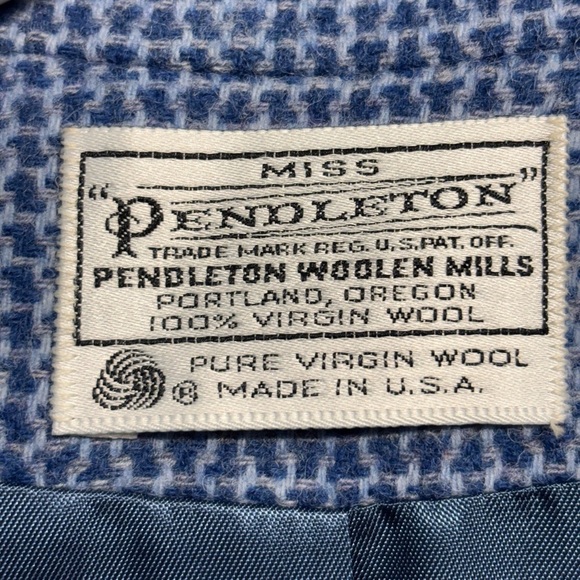 MISS
"PENDLETON"
TRADE MARK REG. U.S. PAT. OFF.
PENDLETON WOOLEN MILLS
PORTLAND, OREGON
100% VIRGIN WOOL
PURE VIRGIN WOOL
® MADE IN U.S.A.